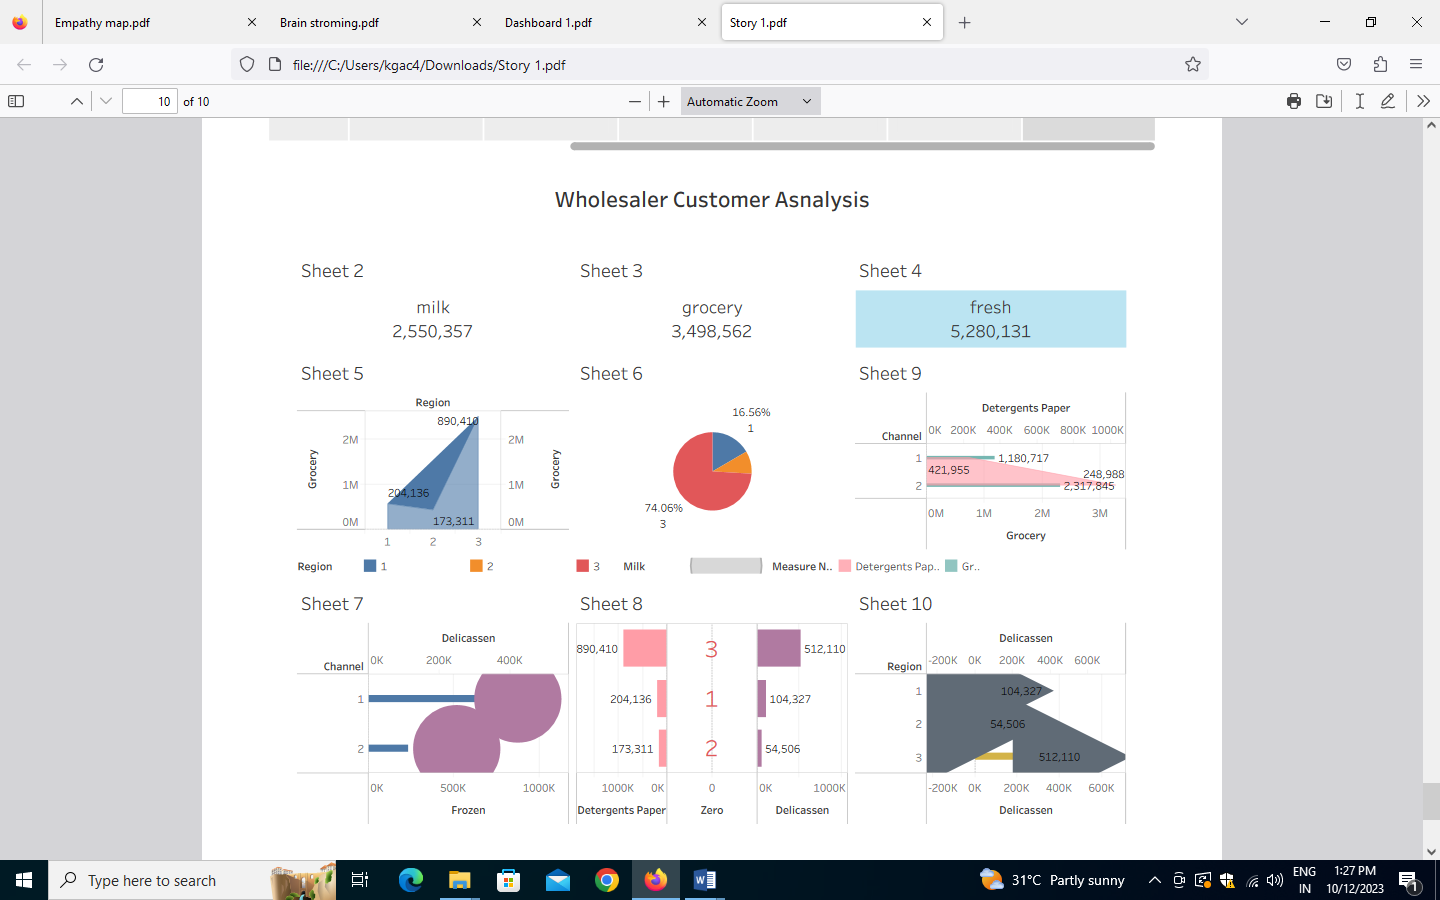 Empathy map.pdf
Brain stroming.pdf
Dashboard 1.pdf
Story 1.pdf
file:///C:/Users/kgac4/Downloads/Story 1.pdf
10 of 10
Automatic Zoom
Wholesaler Customer Asnalysis
Sheet 2
milk
2,550,357
Sheet 3
grocery
3,498,562
Sheet 4
fresh
5,280,131
Sheet 5
Region
890,410
2M 2M
Grocery Grocery
204,136
1M 1M
173,311
0M 0M
1 2 3
Sheet 6
16.56%
1
74.06%
3
Sheet 9
Detergents Paper
0K 200K 400K 600K 800K 1000K
Channel
1 1,180,717
421,955
248,988
2 2,317,845
0M 1M 2M 3M
Grocery
Region 1 2 3 Milk Measure N.. Detergents Pap.. Gr..
Sheet 7
Delicassen
0K 200K 400K
Channel
1
2
0K 500K 1000K
Frozen
Sheet 8
890,410 3 512,110
204,136 1 104,327
173,311 2 54,506
1000K 0K 0 0K 1000K
Detergents Paper Zero Delicassen
Sheet 10
Delicassen
-200K 0K 200K 400K 600K
Region
1 104,327
2 54,506
3 512,110
-200K 0K 200K 400K 600K
Delicassen
Type here to search
31°C Partly sunny
ENG
IN
1:27 PM
10/12/2023
1